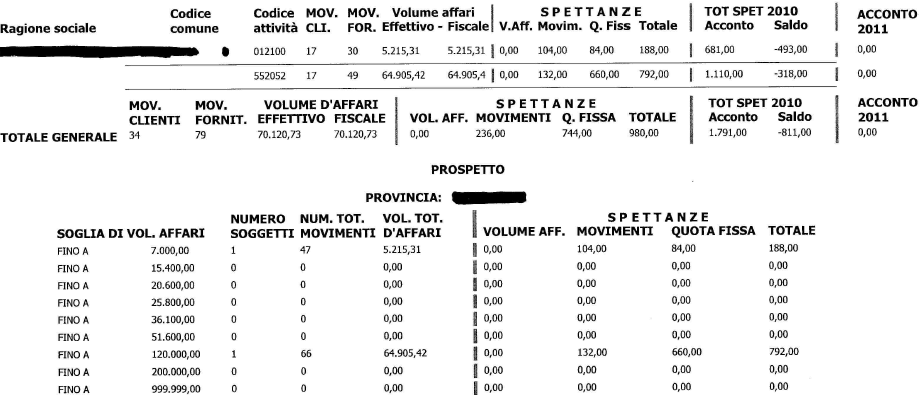 Ragione sociale Codice comune Codice attività MOV. CLI. MOV. FOR. Volume affari Effettivo - Fiscale SPETTANZE V.Aff. Movim. Q. Fiss Totale TOT SPET 2010 Acconto Saldo ACCONTO 2011
012100 17 30 5.215,31 5.215,31 0,00 104,00 84,00 188,00 681,00 -493,00 0,00
552052 17 49 64.905,42 64.905,4 0,00 132,00 660,00 792,00 1.110,00 -318,00 0,00
MOV. CLIENTI MOV. FORNIT. VOLUME D'AFFARI EFFETTIVO FISCALE SPETTANZE VOL. AFF. MOVIMENTI Q. FISSA TOTALE TOT SPET 2010 Acconto Saldo ACCONTO 2011
TOTALE GENERALE 34 79 70.120,73 70.120,73 0,00 236,00 744,00 980,00 1.791,00 -811,00 0,00
PROSPETTO
PROVINCIA:
SOGLIA DI VOL. AFFARI NUMERO SOGGETTI NUM. TOT. MOVIMENTI VOL. TOT. D'AFFARI SPETTANZE VOLUME AFF. MOVIMENTI QUOTA FISSA TOTALE
FINO A 7.000,00 1 47 5.215,31 0,00 104,00 84,00 188,00
FINO A 15.400,00 0 0 0,00 0,00 0,00 0,00 0,00
FINO A 20.600,00 0 0 0,00 0,00 0,00 0,00 0,00
FINO A 25.800,00 0 0 0,00 0,00 0,00 0,00 0,00
FINO A 36.100,00 0 0 0,00 0,00 0,00 0,00 0,00
FINO A 51.600,00 0 0 0,00 0,00 0,00 0,00 0,00
FINO A 120.000,00 1 66 64.905,42 0,00 132,00 660,00 792,00
FINO A 200.000,00 0 0 0,00 0,00 0,00 0,00 0,00
FINO A 999.999,00 0 0 0,00 0,00 0,00 0,00 0,00